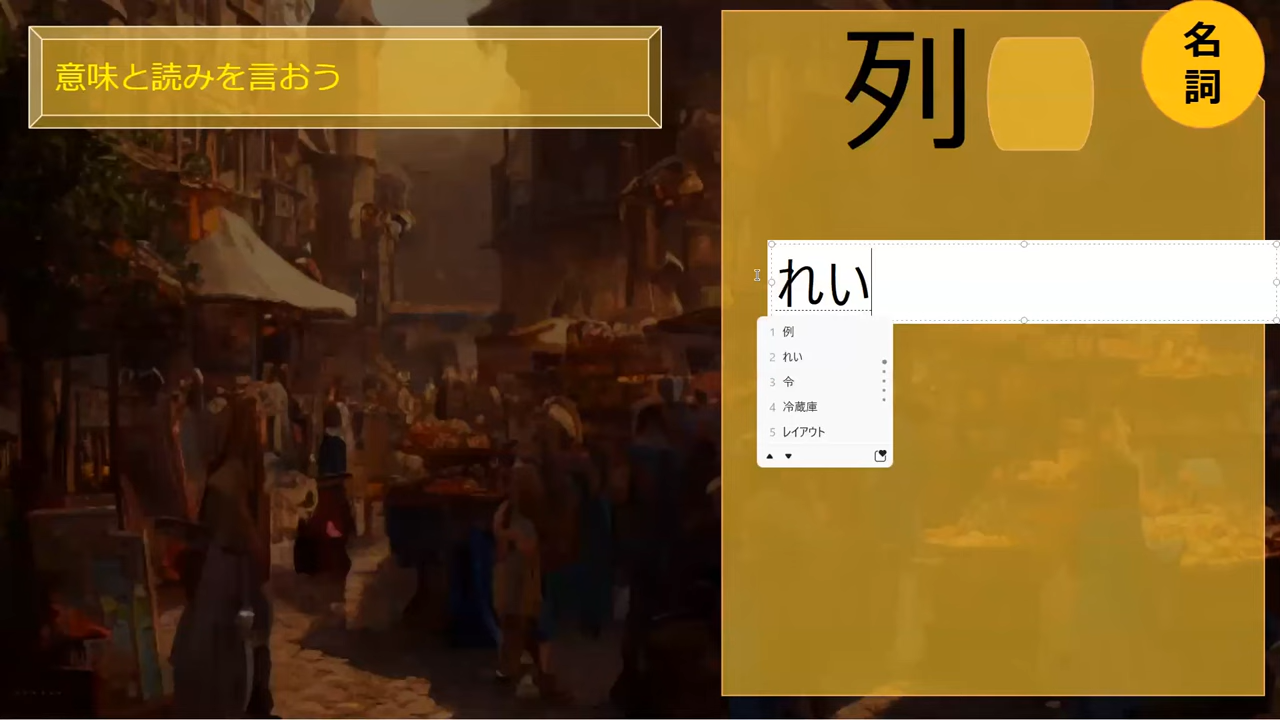 意味と読みを言おう
列
名
詞
れい
1 例
2 れい
3 令
4 冷蔵庫
5 レイアウト